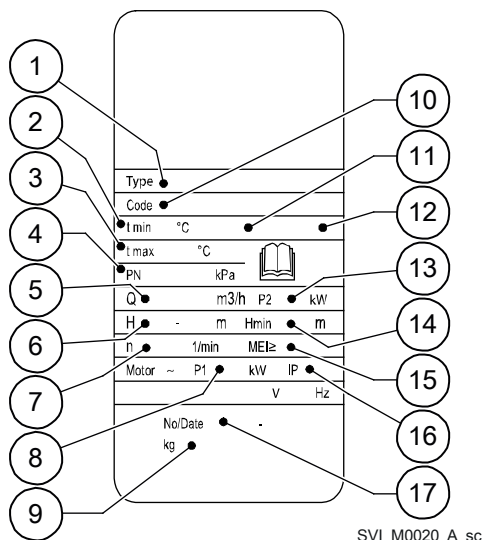 1
10
2
11
3
12
4
Type
Code
t min °C
t max °C
PN kPa
5
13
Q m3/h P2 kW
6
H - m Hmin m
14
n 1/min MEI≥
7
15
Motor ~ P1 kW IP
8
16
V Hz
No/Date -
kg
9
17
SVI_M0020_A_sc